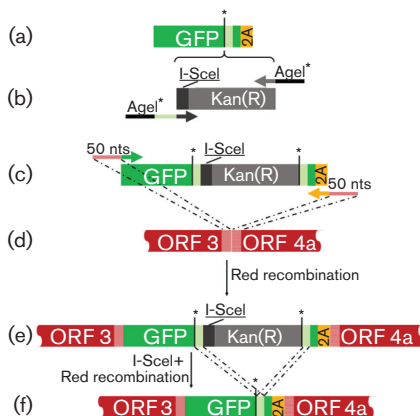 (a) GFP * 2A
I-SceI AgeI*
(b) Kan(R)
AgeI*
50 nts * I-SceI *
(c) GFP Kan(R) 2A
50 nts
(d) ORF 3 ORF 4a
Red recombination
* I-SceI *
(e) ORF 3 GFP Kan(R) 2A ORF 4a
I-SceI+
Red recombination
*
(f) ORF 3 GFP 2A ORF 4a